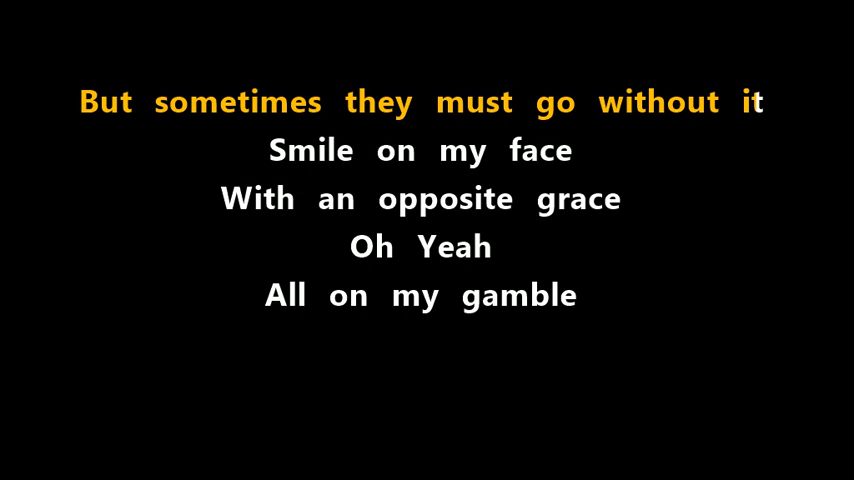 But sometimes they must go without it
Smile on my face
With an opposite grace
Oh Yeah
All on my gamble